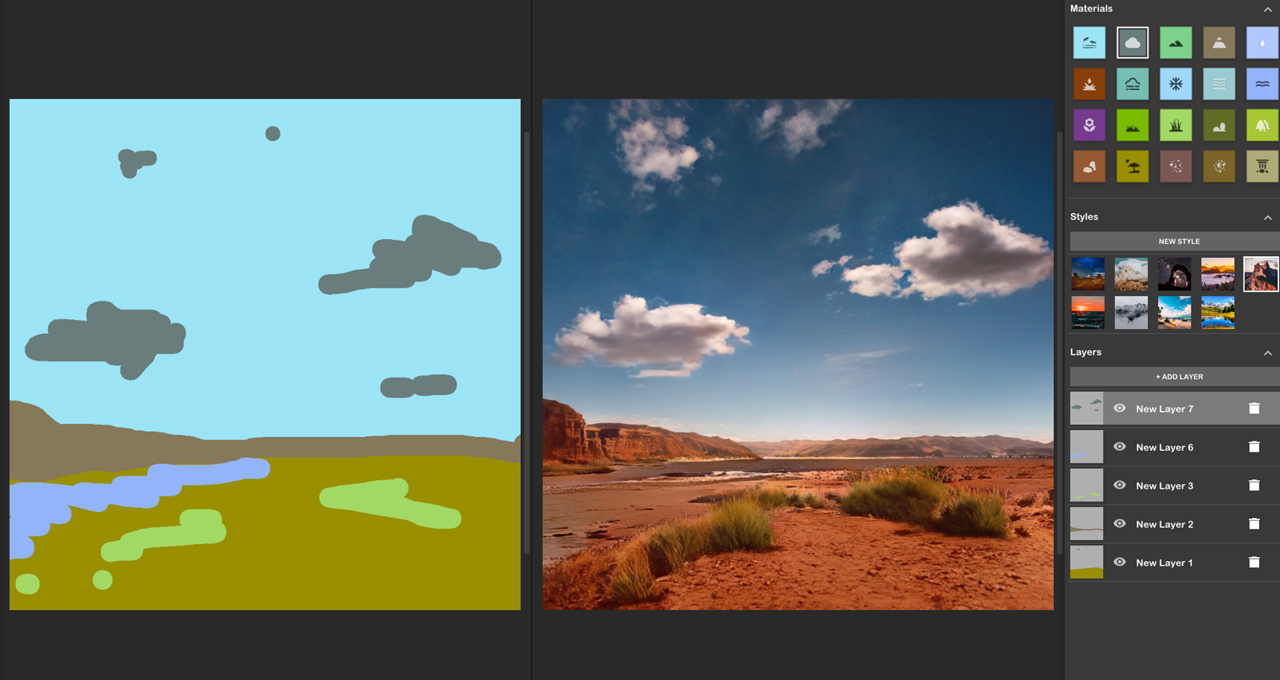 Materials
Styles
NEW STYLE
Layers
+ ADD LAYER
New Layer 7
New Layer 6
New Layer 3
New Layer 2
New Layer 1